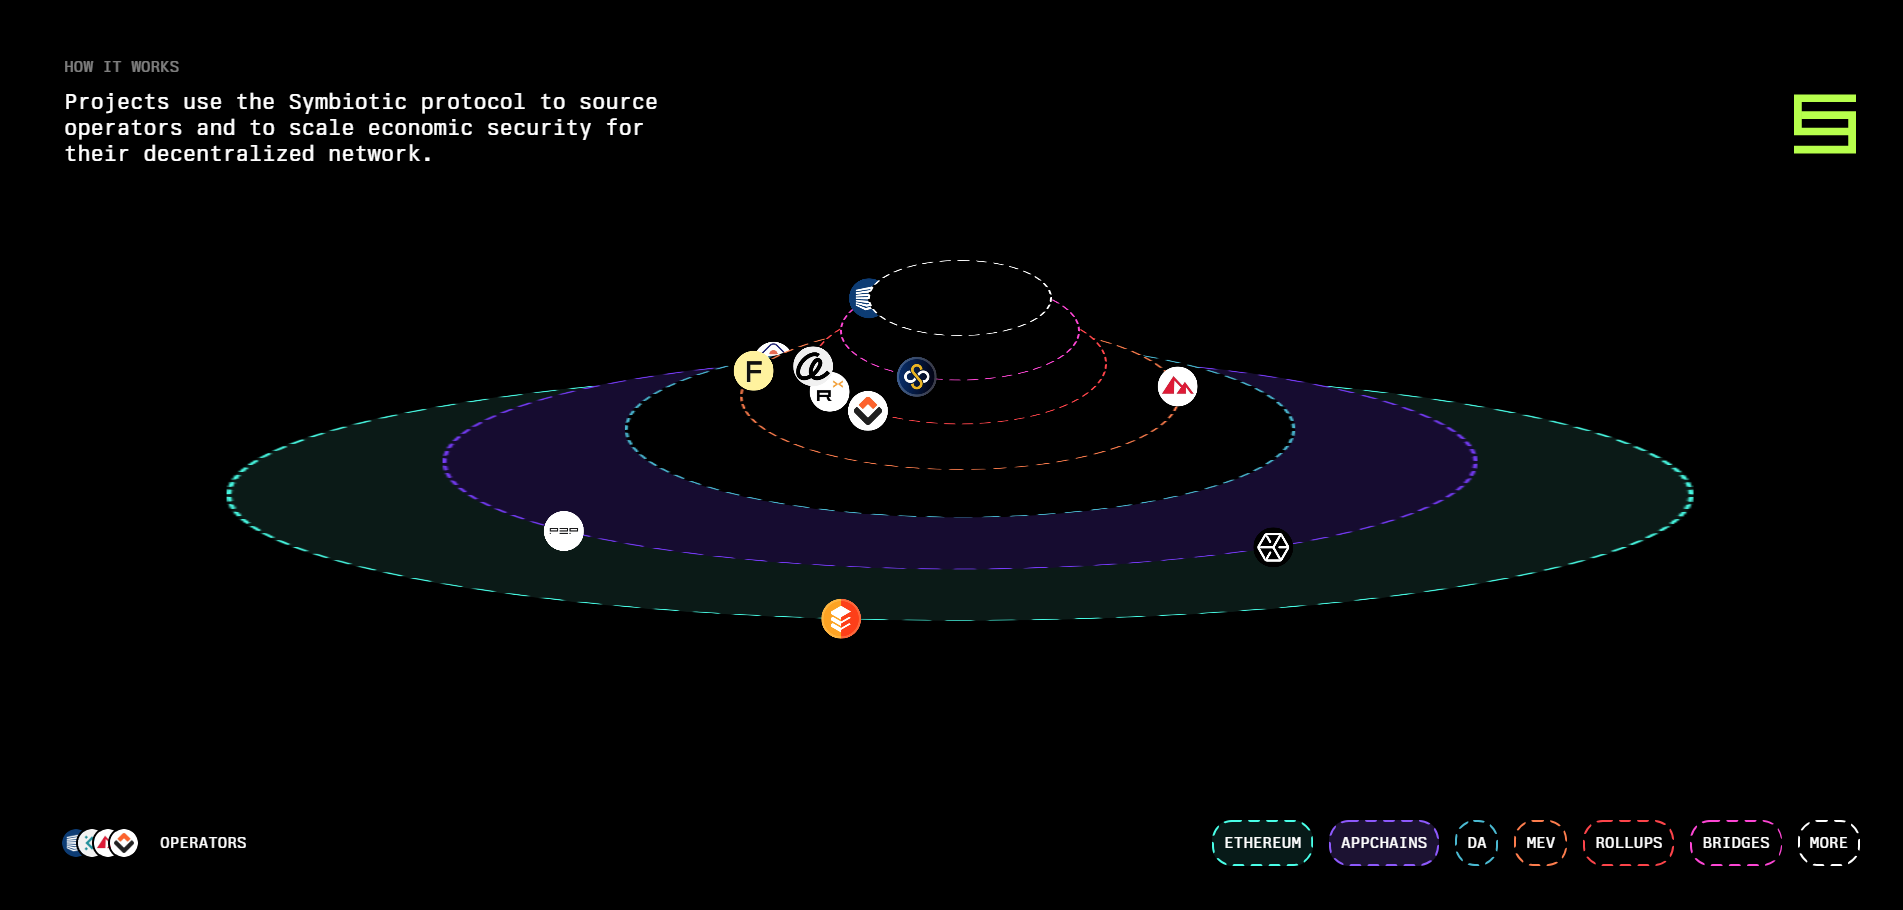 HOW IT WORKS
Projects use the Symbiotic protocol to source
operators and to scale economic security for
their decentralized network.
F
R
P2P
OPERATORS
ETHEREUM
APPCHAINS
DA
MEV
ROLLUPS
BRIDGES
MORE